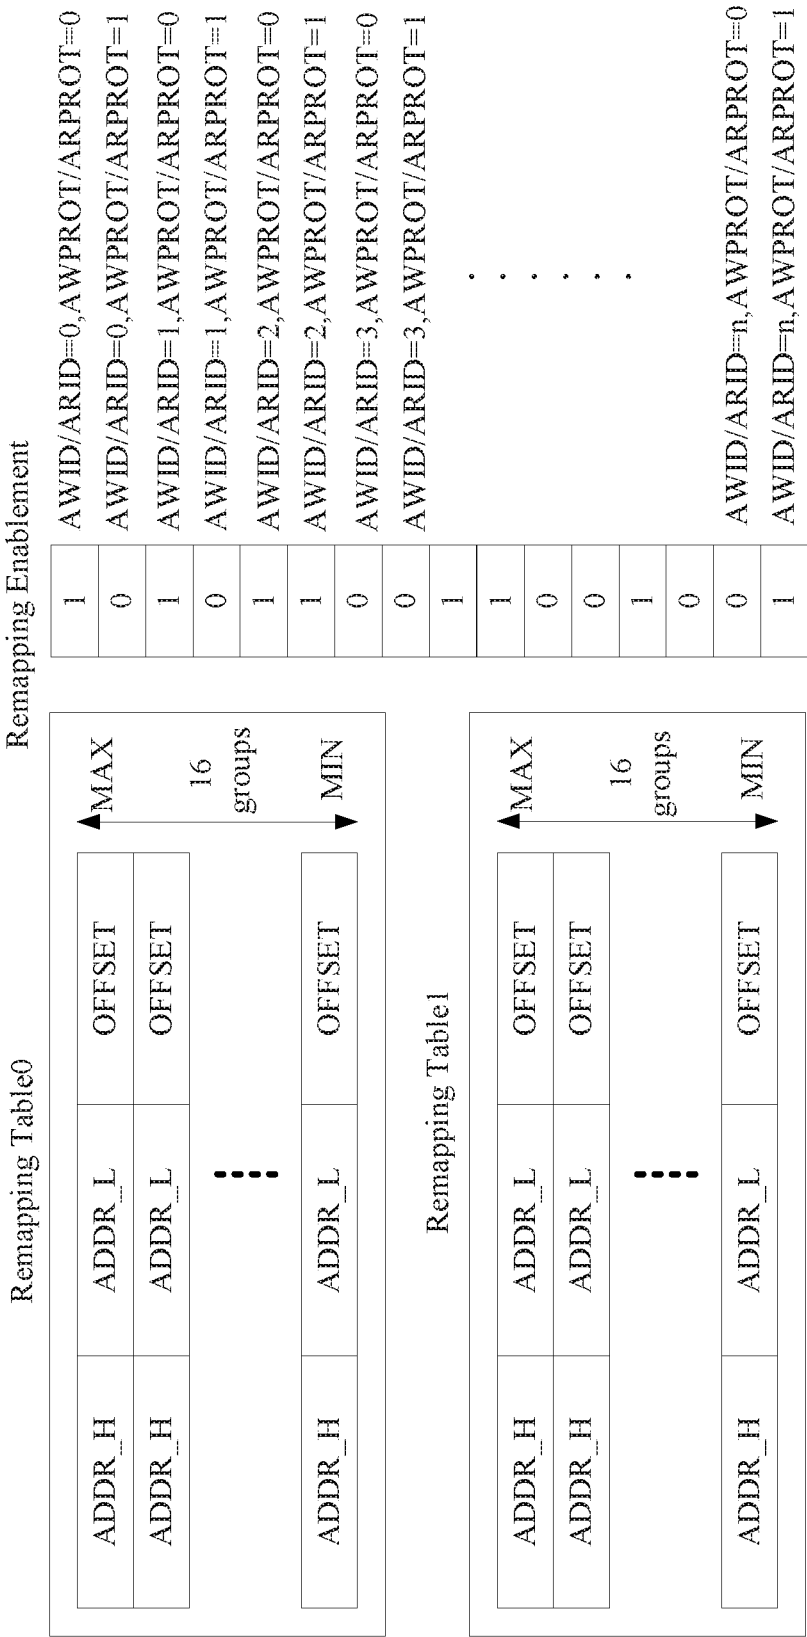 Remapping Table0
ADDR_H ADDR_L OFFSET
ADDR_H ADDR_L OFFSET
ADDR_H ADDR_L OFFSET
MAX
16
groups
MIN
Remapping Table1
ADDR_H ADDR_L OFFSET
ADDR_H ADDR_L OFFSET
ADDR_H ADDR_L OFFSET
MAX
16
groups
MIN
Remapping Enablement
1 AWID/ARID=0,AWPROT/ARPROT=0
0 AWID/ARID=0,AWPROT/ARPROT=1
1 AWID/ARID=1,AWPROT/ARPROT=0
0 AWID/ARID=1,AWPROT/ARPROT=1
1 AWID/ARID=2,AWPROT/ARPROT=0
1 AWID/ARID=2,AWPROT/ARPROT=1
0 AWID/ARID=3,AWPROT/ARPROT=0
0 AWID/ARID=3,AWPROT/ARPROT=1
1
1
0
0
1
0
0 AWID/ARID=n,AWPROT/ARPROT=0
1 AWID/ARID=n,AWPROT/ARPROT=1